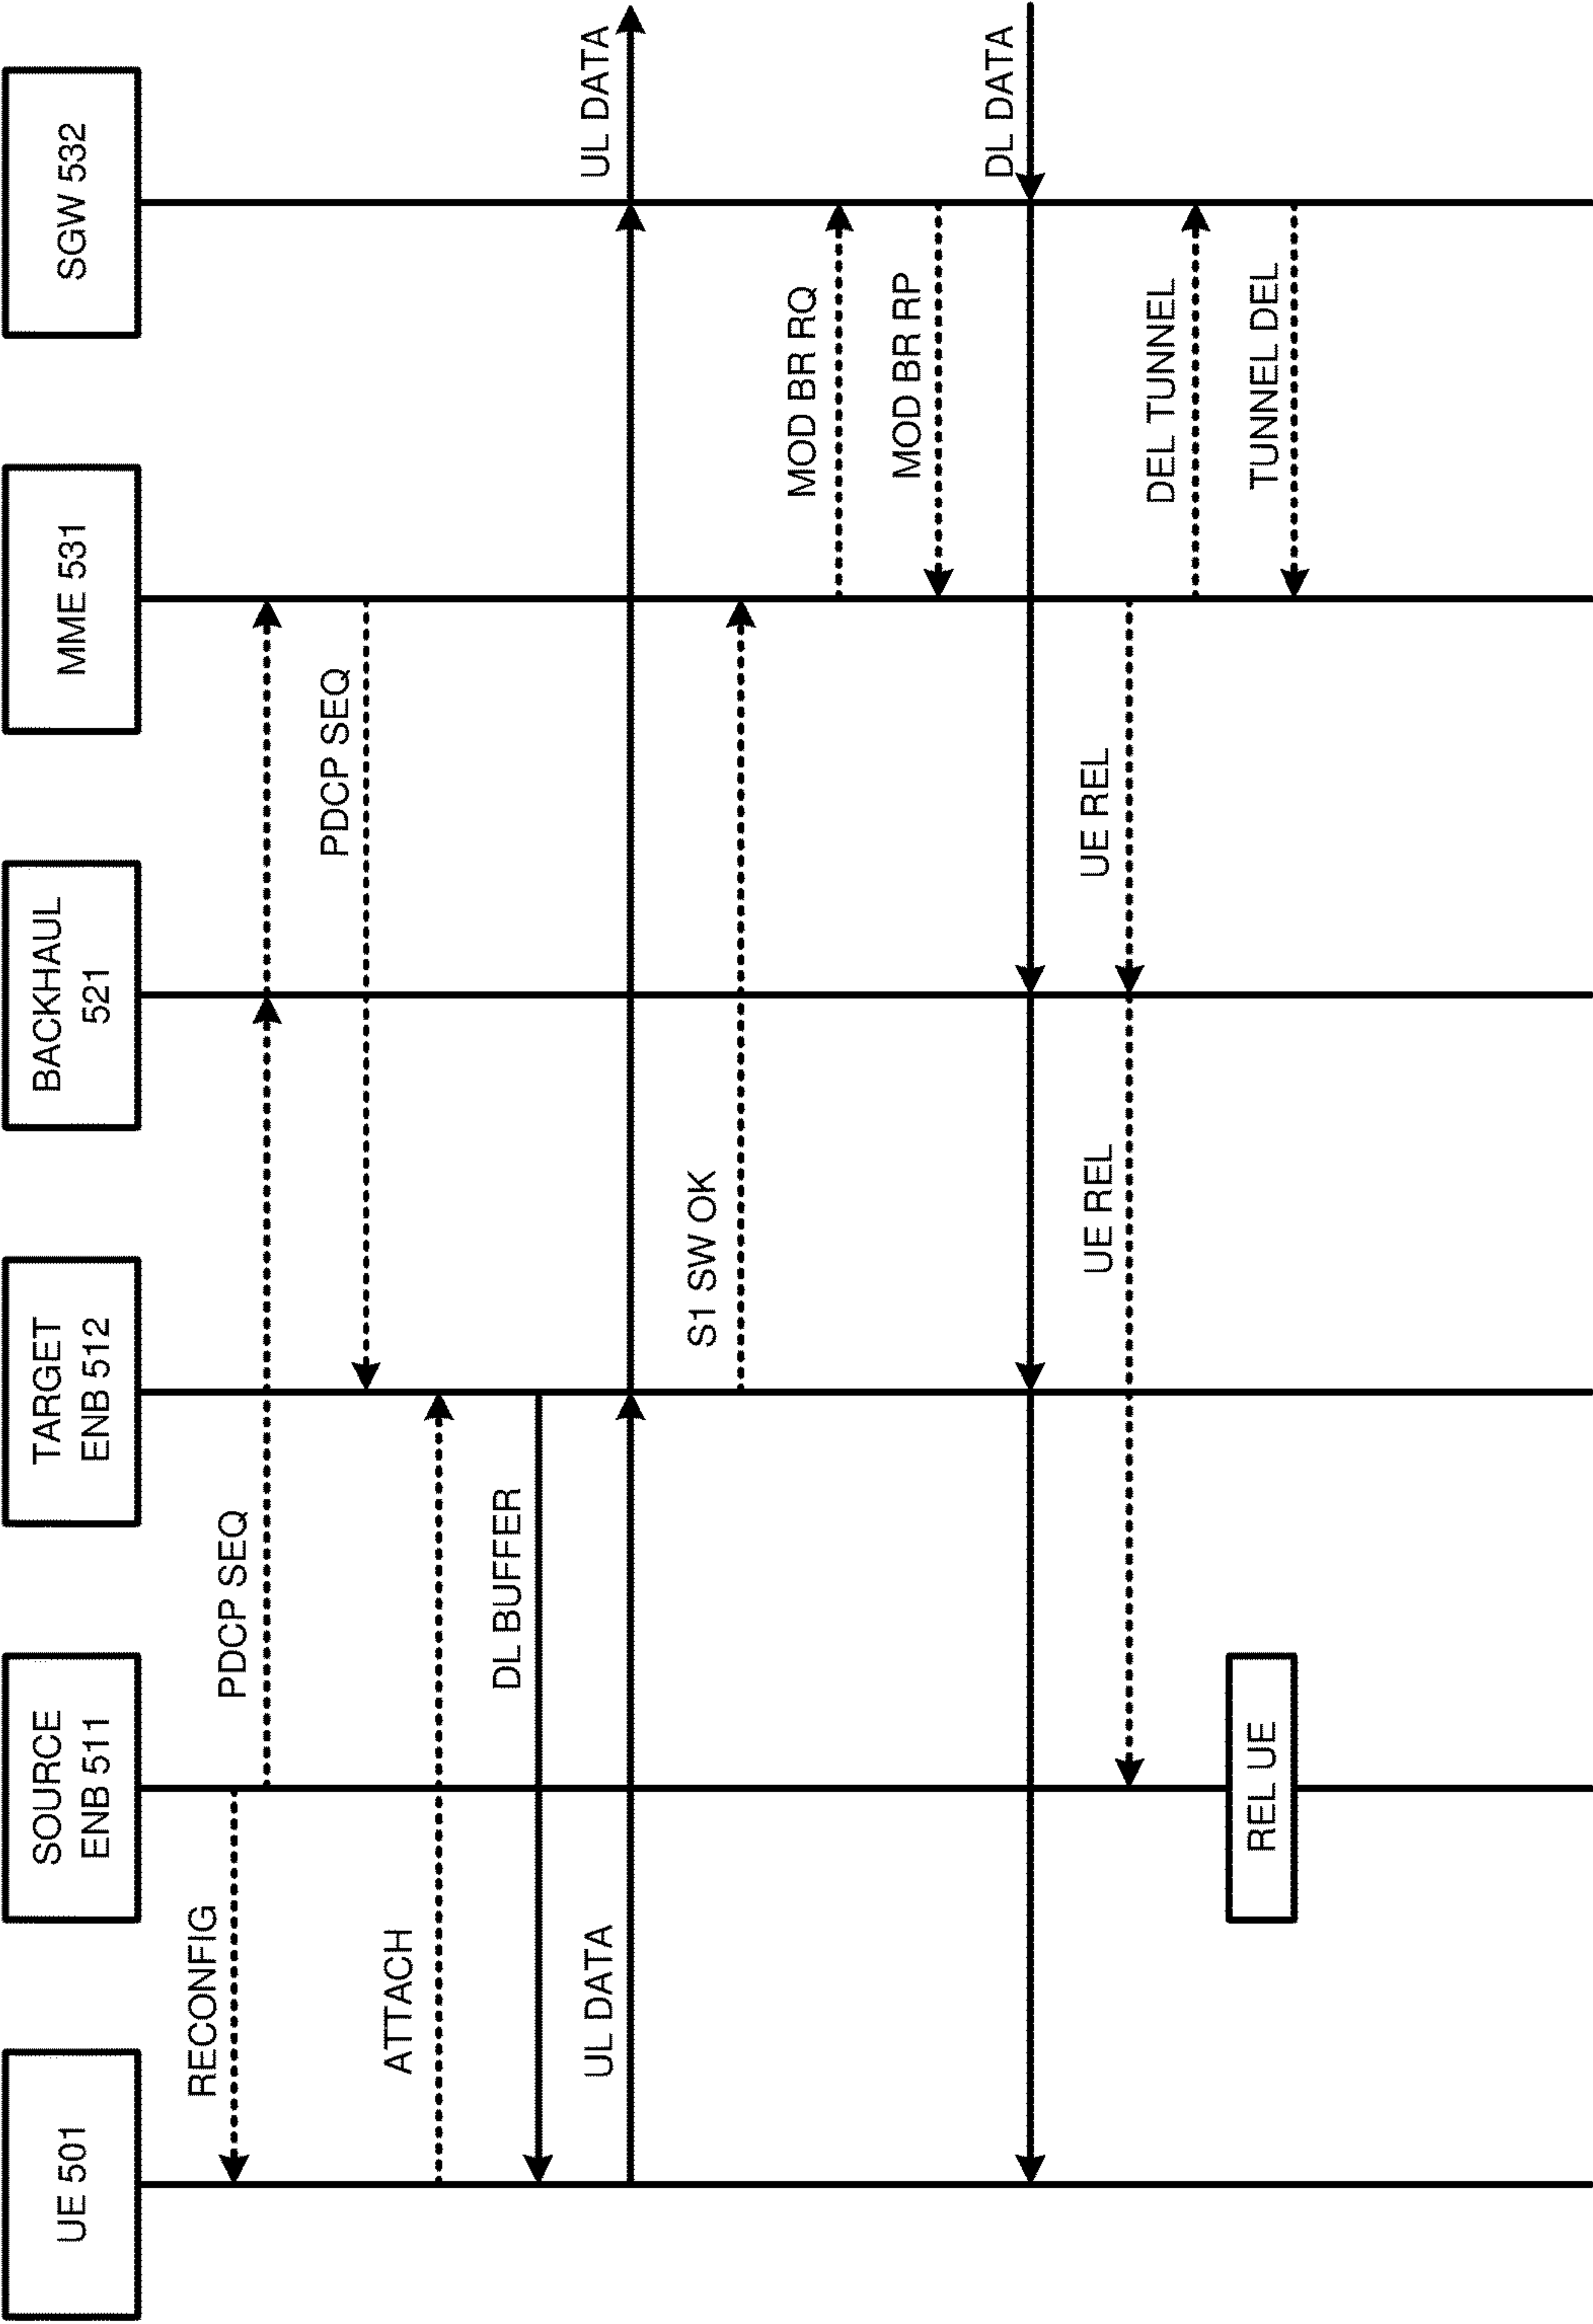 UE 501
SOURCE
ENB 511
TARGET
ENB 512
BACKHAUL
521
MME 531
SGW 532
RECONFIG
PDCP SEQ
PDCP SEQ
ATTACH
DL BUFFER
UL DATA
UL DATA
S1 SW OK
MOD BR RQ
MOD BR RP
DL DATA
UE REL
UE REL
DEL TUNNEL
REL UE
TUNNEL DEL